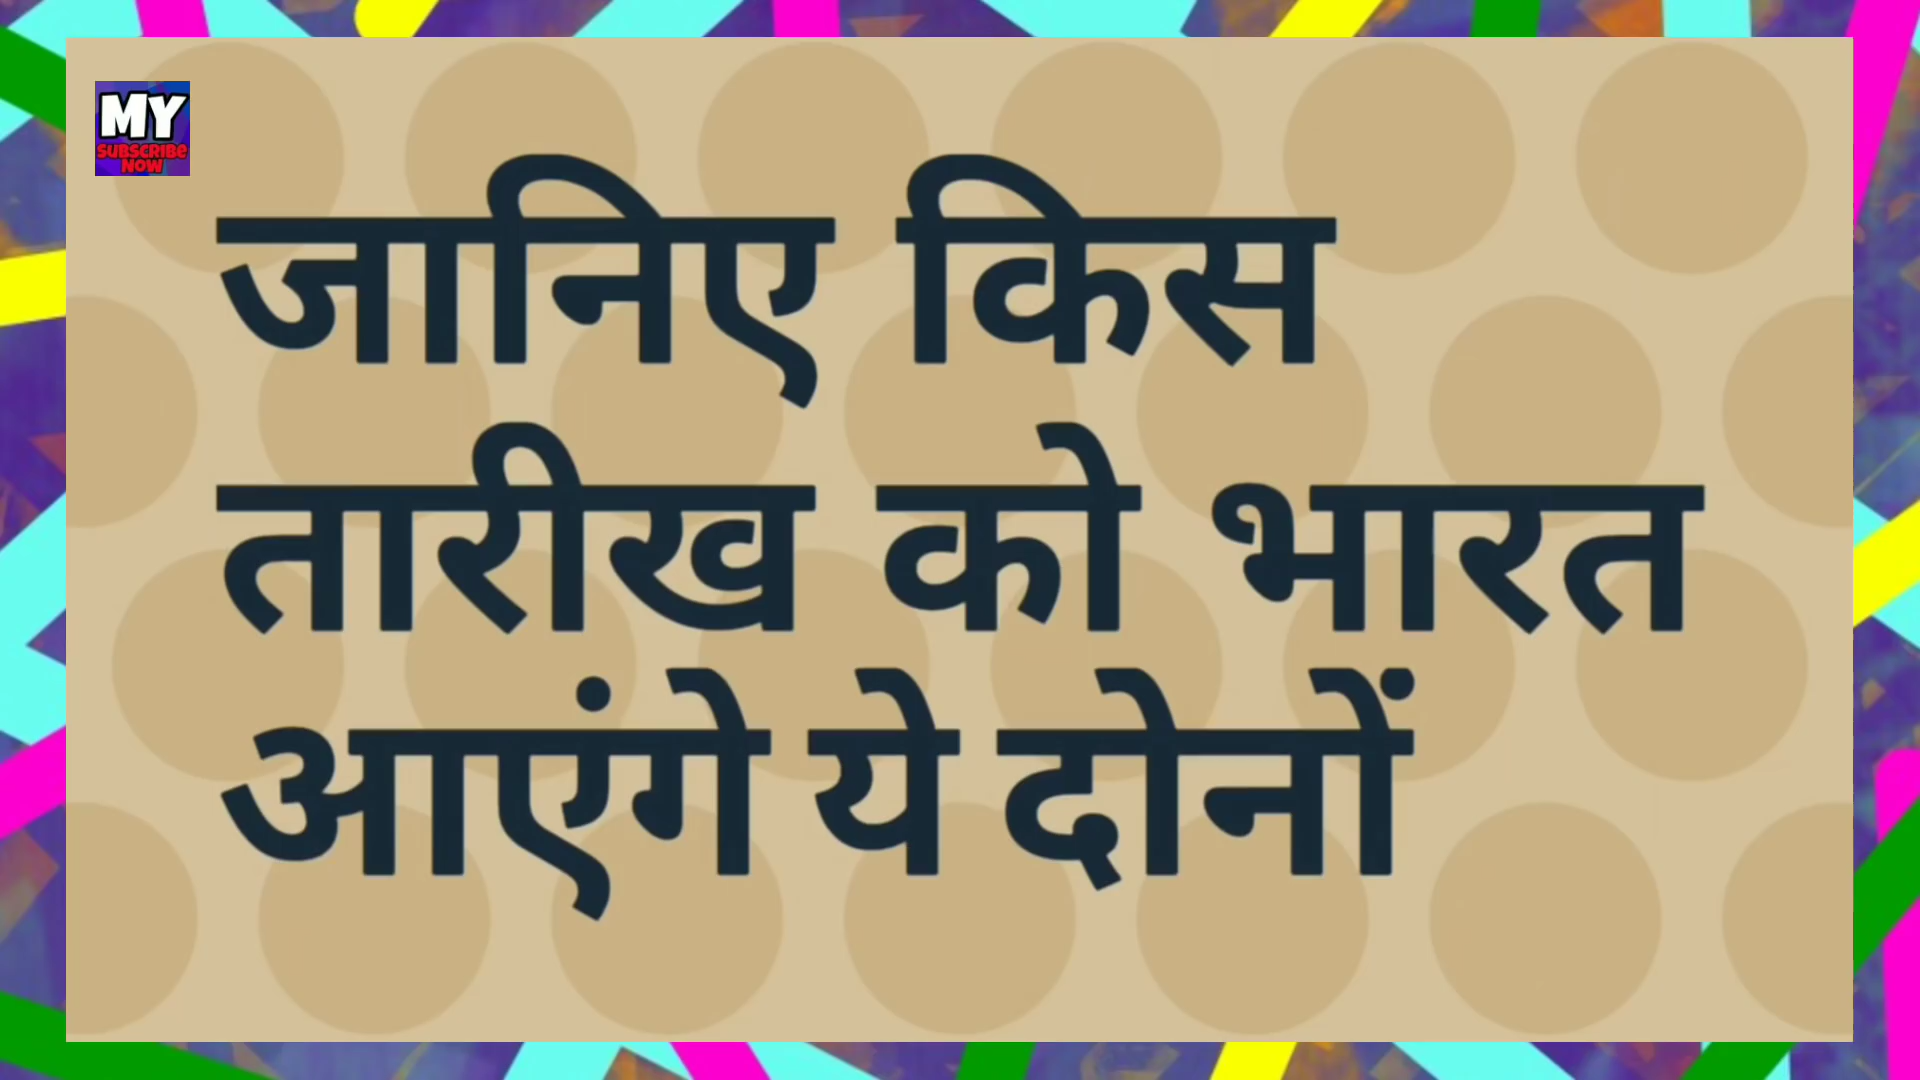 MY
SUBSCRIBE
NOW
जानिए किस
तारीख को भारत
आएंगे ये दोनों